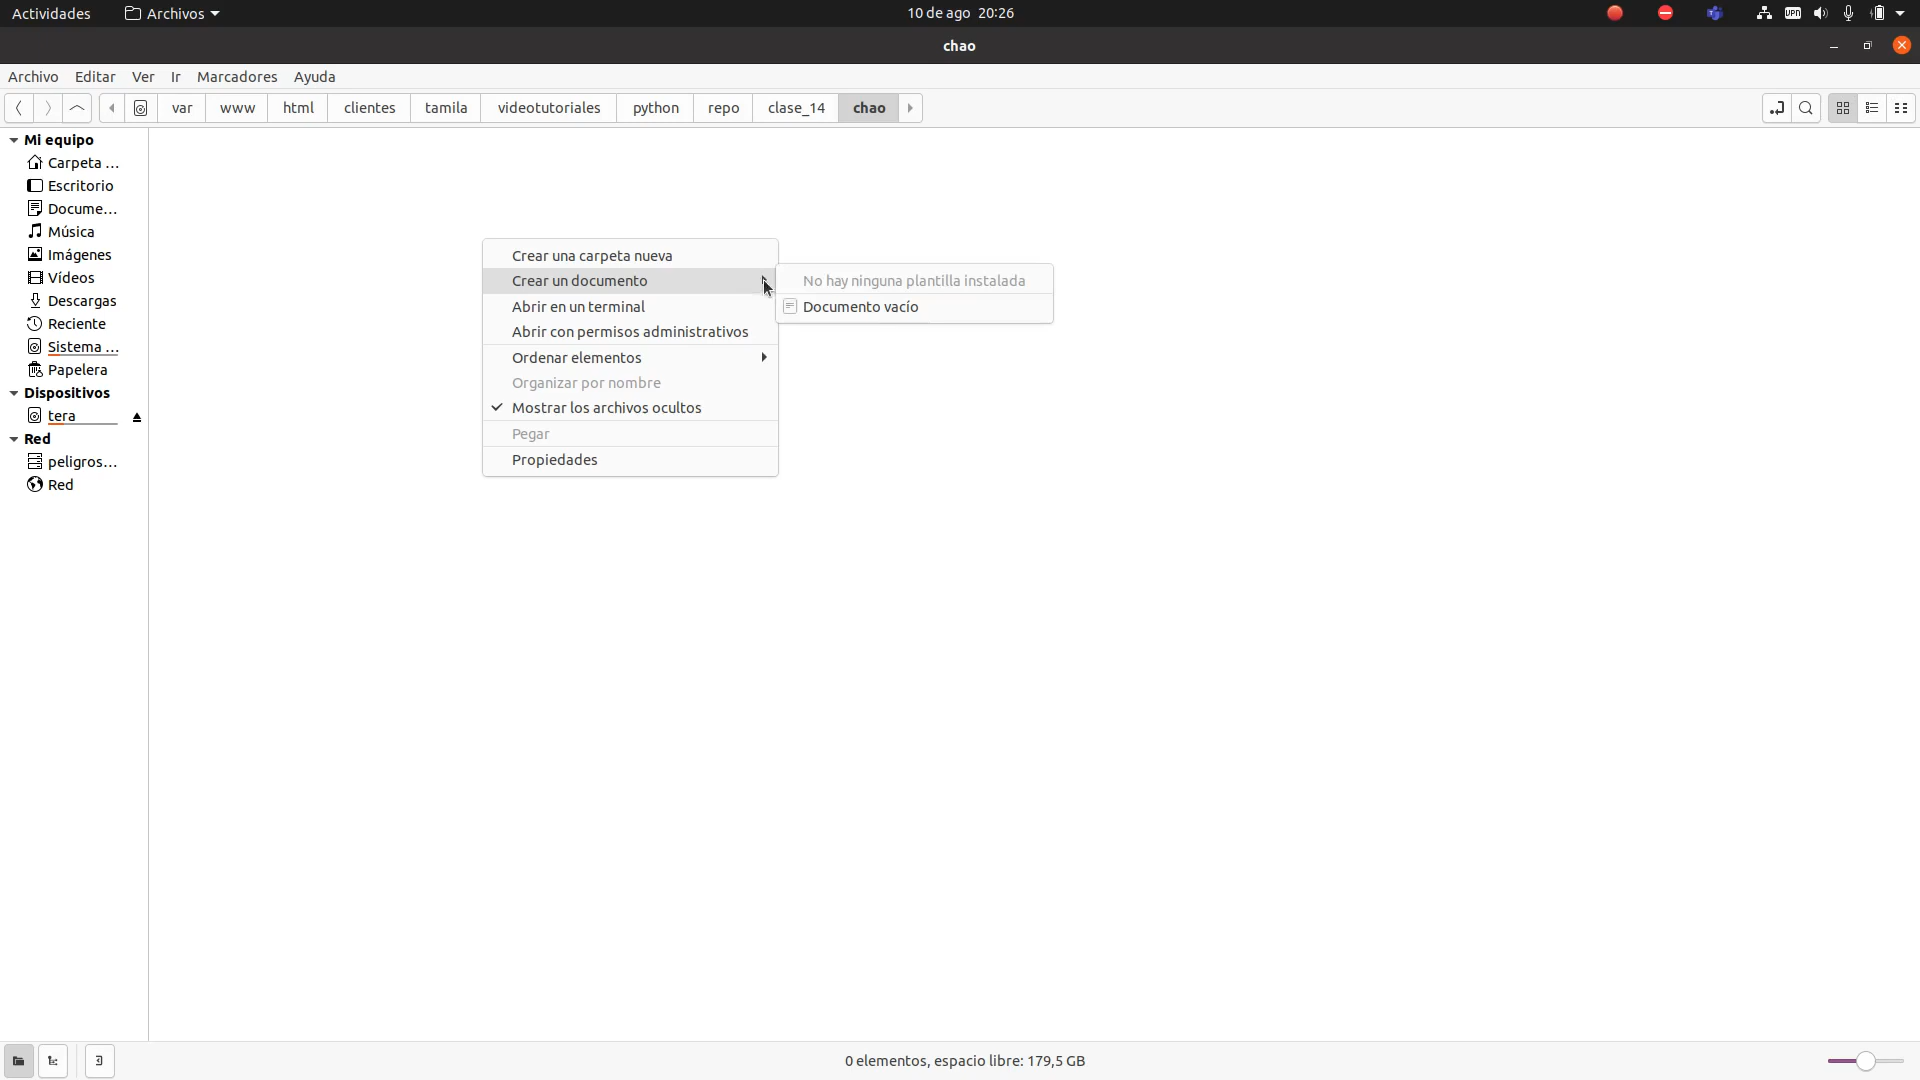 Actividades
Archivos
10 de ago 20:26
VPN
chao
Archivo Editar Ver Ir Marcadores Ayuda
var www html clientes tamila videotutoriales python repo clase_14 chao
Mi equipo
Carpeta ...
Escritorio
Docume...
Música
Imágenes
Vídeos
Descargas
Reciente
Sistema ...
Papelera
Dispositivos
tera
Red
peligros...
Red
Crear una carpeta nueva
Crear un documento
Abrir en un terminal
Abrir con permisos administrativos
Ordenar elementos
Organizar por nombre
Mostrar los archivos ocultos
Pegar
Propiedades
No hay ninguna plantilla instalada
Documento vacío
0 elementos, espacio libre: 179,5 GB